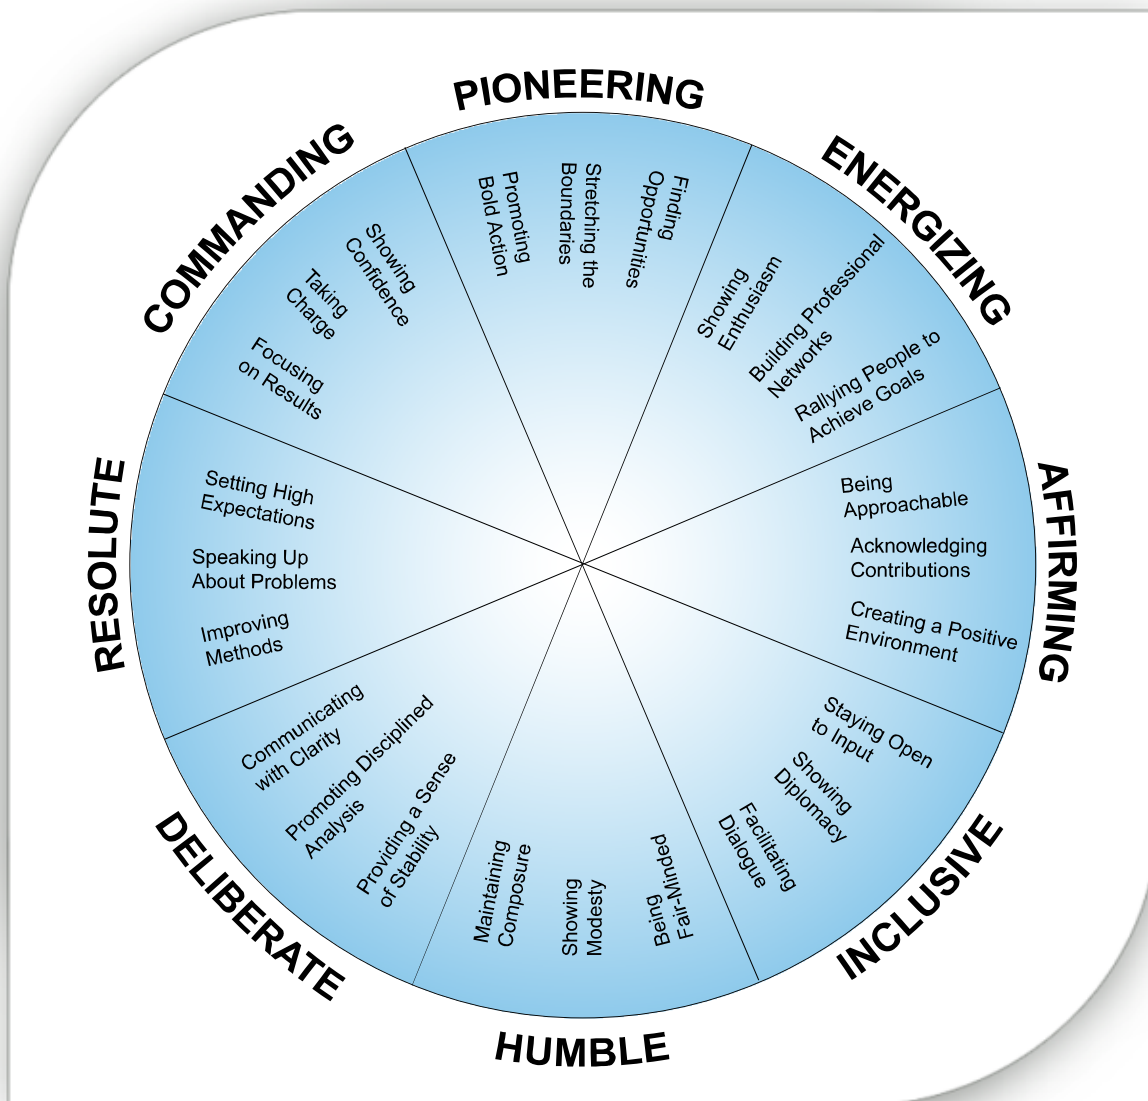 PIONEERING
Promoting
Bold Action
Stretching the
Boundaries
Finding
Opportunities
ENERGIZING
Showing
Enthusiasm
Building Professional
Networks
Rallying People to
Achieve Goals
AFFIRMING
Being
Approachable
Acknowledging
Contributions
Creating a Positive
Environment
INCLUSIVE
Staying Open
to Input
Showing
Diplomacy
Facilitating
Dialogue
HUMBLE
Being
Fair-Minded
Showing
Modesty
Maintaining
Composure
DELIBERATE
Providing a Sense
of Stability
Promoting Disciplined
Analysis
Communicating
with Clarity
RESOLUTE
Improving
Methods
Speaking Up
About Problems
Setting High
Expectations
COMMANDING
Focusing
on Results
Taking
Charge
Showing
Confidence